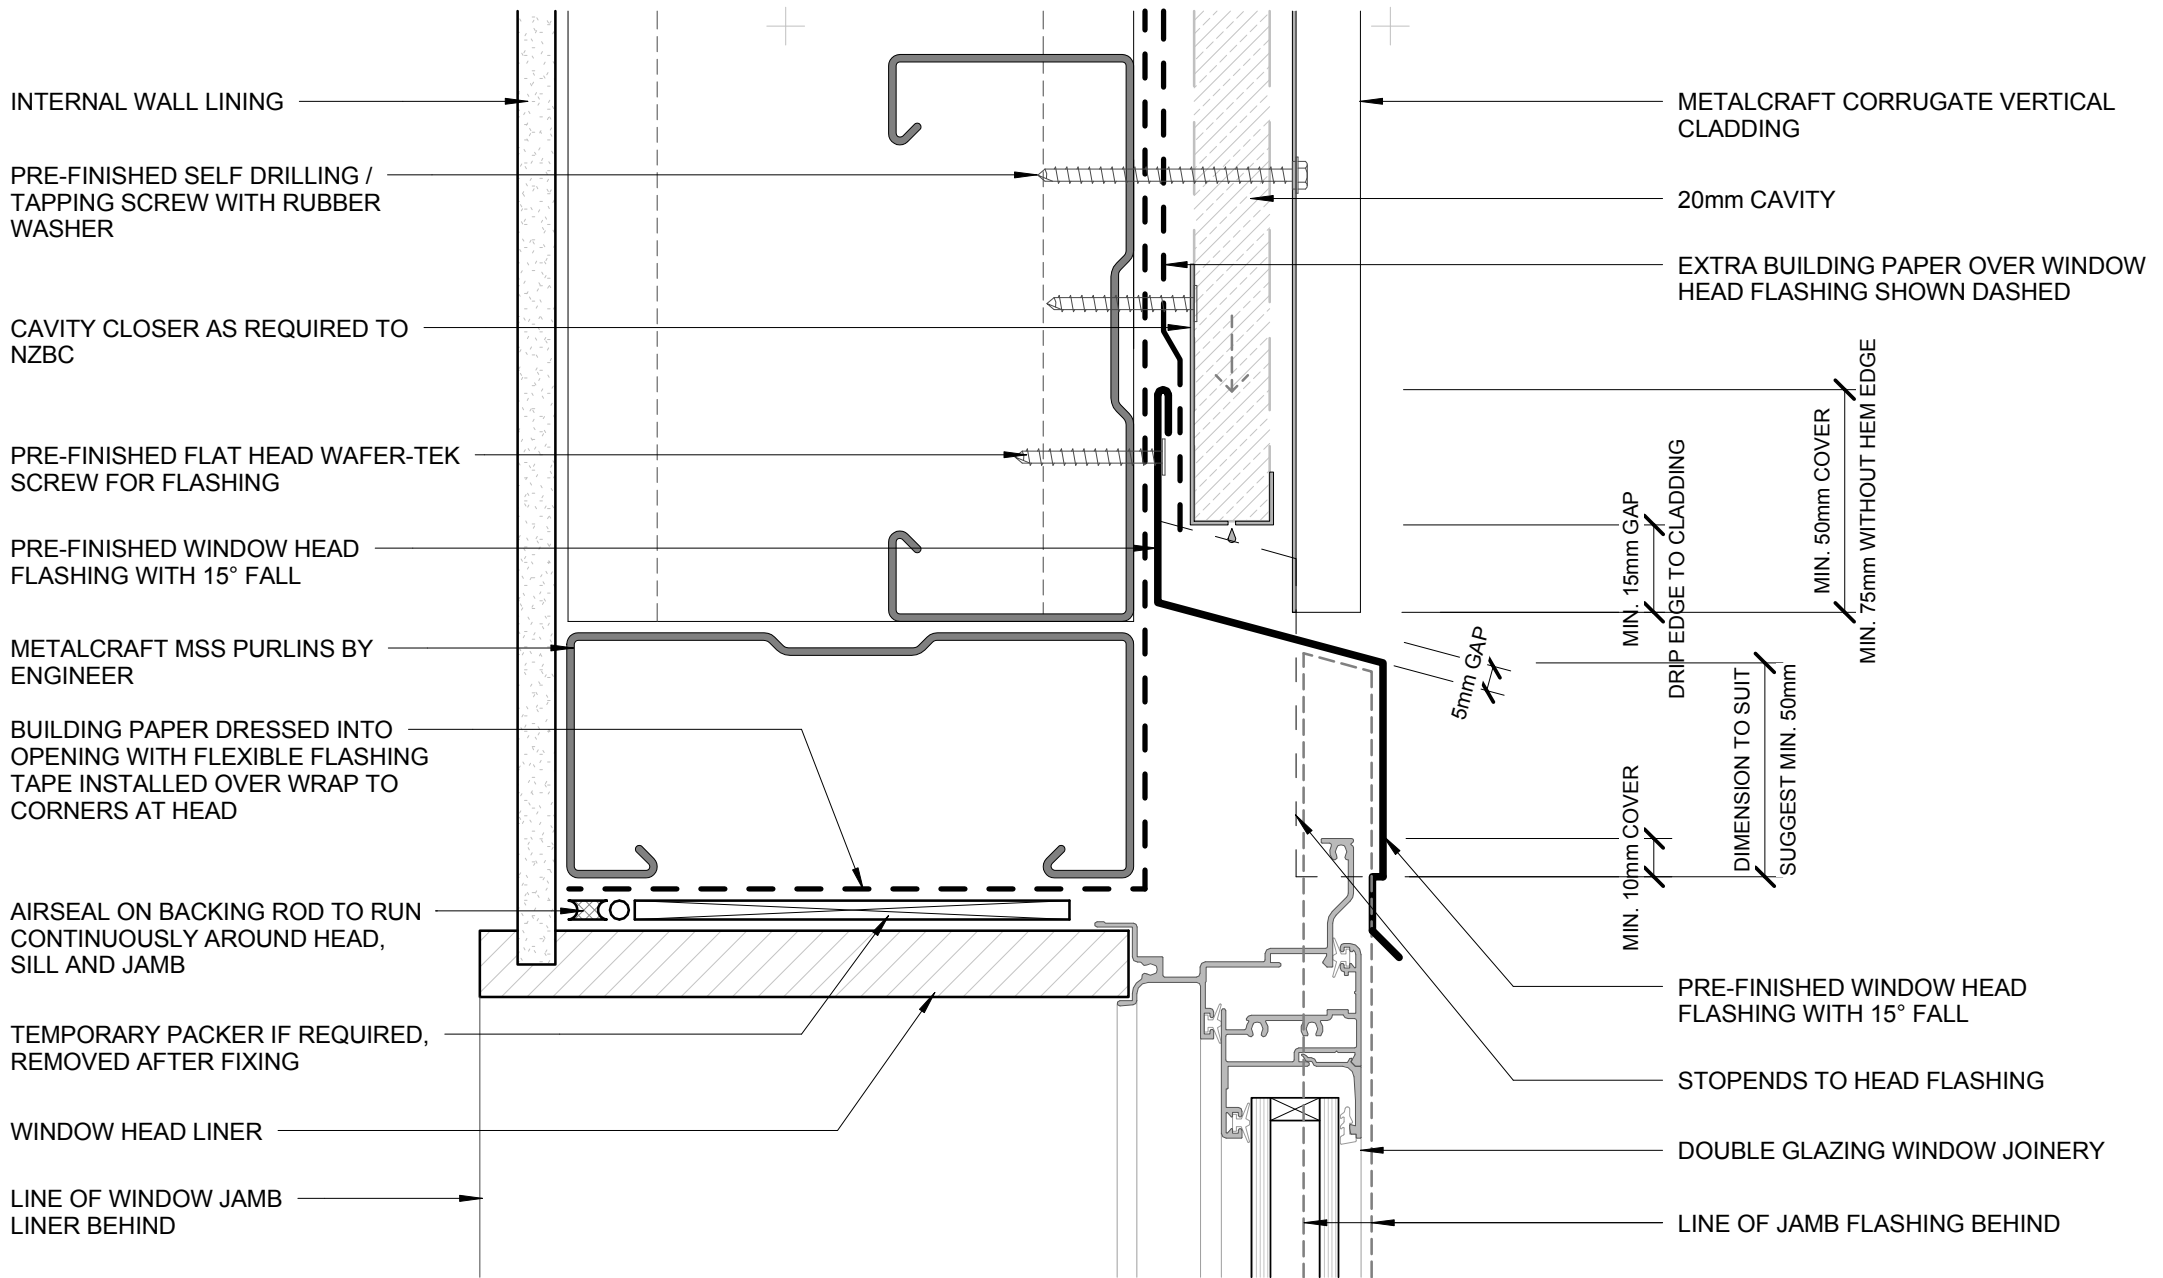 INTERNAL WALL LINING
PRE-FINISHED SELF DRILLING /
TAPPING SCREW WITH RUBBER
WASHER
CAVITY CLOSER AS REQUIRED TO
NZBC
PRE-FINISHED FLAT HEAD WAFER-TEK
SCREW FOR FLASHING
PRE-FINISHED WINDOW HEAD
FLASHING WITH 15° FALL
METALCRAFT MSS PURLINS BY
ENGINEER
BUILDING PAPER DRESSED INTO
OPENING WITH FLEXIBLE FLASHING
TAPE INSTALLED OVER WRAP TO
CORNERS AT HEAD
AIRSEAL ON BACKING ROD TO RUN
CONTINUOUSLY AROUND HEAD,
SILL AND JAMB
TEMPORARY PACKER IF REQUIRED,
REMOVED AFTER FIXING
WINDOW HEAD LINER
LINE OF WINDOW JAMB
LINER BEHIND
METALCRAFT CORRUGATE VERTICAL
CLADDING
20mm CAVITY
EXTRA BUILDING PAPER OVER WINDOW
HEAD FLASHING SHOWN DASHED
5mm GAP
MIN. 15mm GAP
DRIP EDGE TO CLADDING
MIN. 50mm COVER
MIN. 75mm WITHOUT HEM EDGE
MIN. 10mm COVER
DIMENSION TO SUIT
SUGGEST MIN. 50mm
PRE-FINISHED WINDOW HEAD
FLASHING WITH 15° FALL
STOPENDS TO HEAD FLASHING
DOUBLE GLAZING WINDOW JOINERY
LINE OF JAMB FLASHING BEHIND